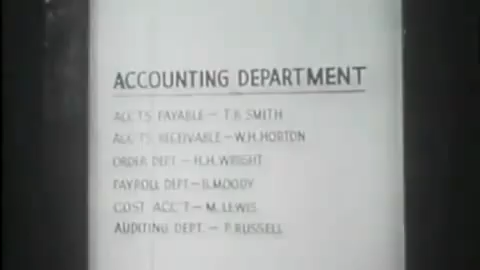 ACCOUNTING DEPARTMENT
ACC'TS. PAYABLE — T.R. SMITH
ACC'TS. RECEIVABLE — W.H. HORTON
ORDER DEPT. — H.H. WRIGHT
PAYROLL DEPT — B. MOODY
COST ACC'T — M. LEWIS
AUDITING DEPT. — P. RUSSELL